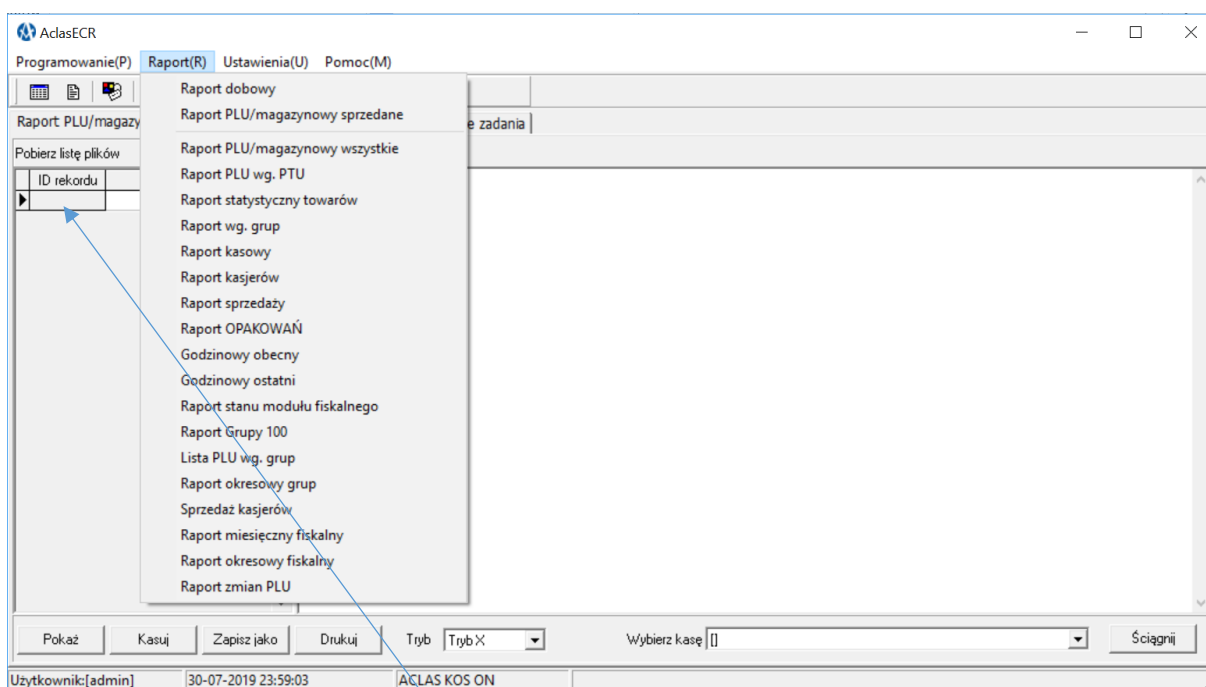 AclasECR
Programowanie(P) Raport(R) Ustawienia(U) Pomoc(M)
Raport dobowy
Raport PLU/magazynowy sprzedane
Raport PLU/magazy
e zadania
Pobierz listę plików
Raport PLU/magazynowy wszystkie
Raport PLU wg. PTU
ID rekordu
Raport statystyczny towarów
Raport wg. grup
Raport kasowy
Raport kasjerów
Raport sprzedaży
Raport OPAKOWAŃ
Godzinowy obecny
Godzinowy ostatni
Raport stanu modułu fiskalnego
Raport Grupy 100
Lista PLU wg. grup
Raport okresowy grup
Sprzedaż kasjerów
Raport miesięczny fiskalny
Raport okresowy fiskalny
Raport zmian PLU
Pokaż Kasuj Zapisz jako Drukuj Tryb Tryb X Wybierz kasę [] Ściągnij
Użytkownik:[admin] 30-07-2019 23:59:03 ACLAS KOS ON